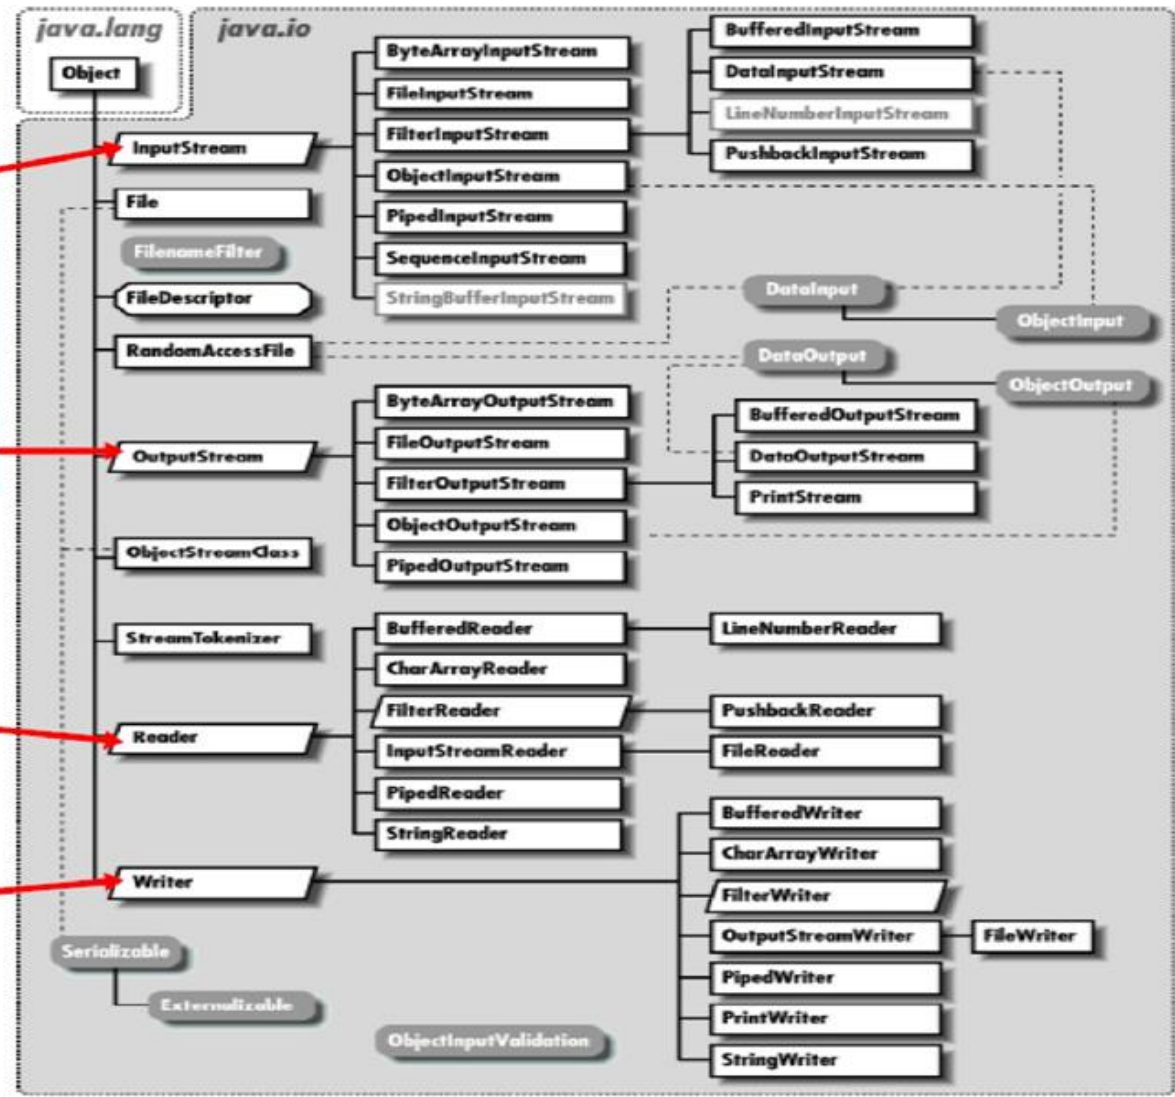 java.lang
java.io
Object
InputStream
File
FilenameFilter
FileDescriptor
RandomAccessFile
OutputStream
ObjectStreamClass
StreamTokenizer
Reader
Writer
Serializable
Externalizable
ByteArrayInputStream
FileInputStream
FilterInputStream
ObjectInputStream
PipedInputStream
SequenceInputStream
StringBufferInputStream
BufferedInputStream
DataInputStream
LineNumberInputStream
PushbackInputStream
DataInput
ObjectInput
DataOutput
ObjectOutput
ByteArrayOutputStream
FileOutputStream
FilterOutputStream
ObjectOutputStream
PipedOutputStream
BufferedOutputStream
DataOutputStream
PrintStream
BufferedReader
CharArrayReader
FilterReader
InputStreamReader
PipedReader
StringReader
LineNumberReader
PushbackReader
FileReader
BufferedWriter
CharArrayWriter
FilterWriter
OutputStreamWriter
PipedWriter
PrintWriter
StringWriter
FileWriter
ObjectInputValidation